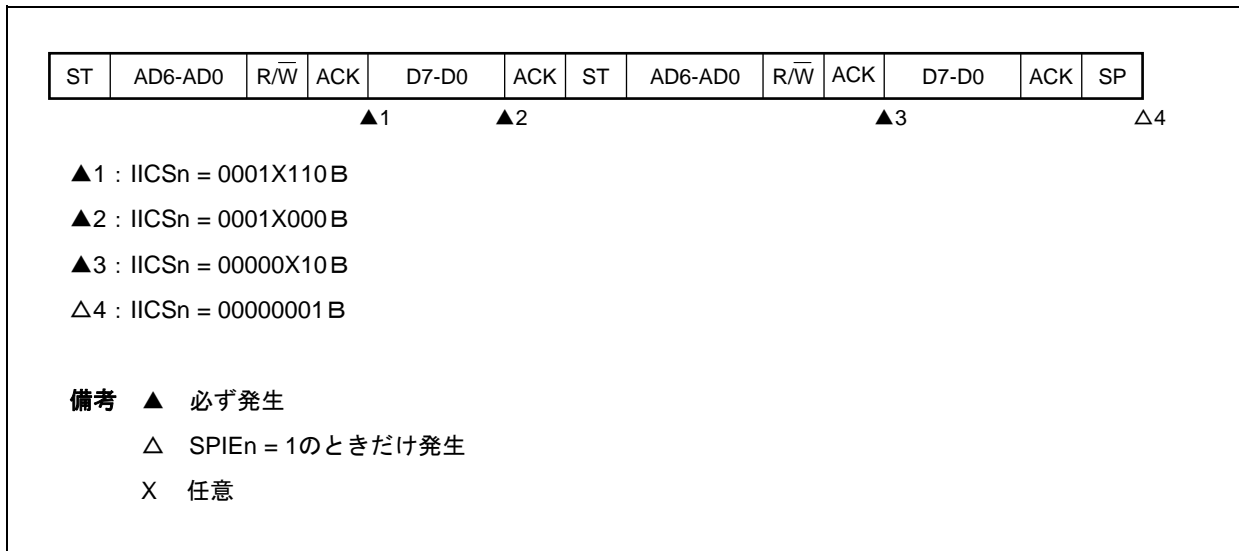 ST AD6-AD0 R/W̅ ACK D7-D0 ACK ST AD6-AD0 R/W̅ ACK D7-D0 ACK SP
▲1 ▲2 ▲3 △4
▲1：IICSn = 0001X110B
▲2：IICSn = 0001X000B
▲3：IICSn = 00000X10B
△4：IICSn = 00000001B
備考 ▲ 必ず発生
△ SPIEn = 1のときだけ発生
X 任意